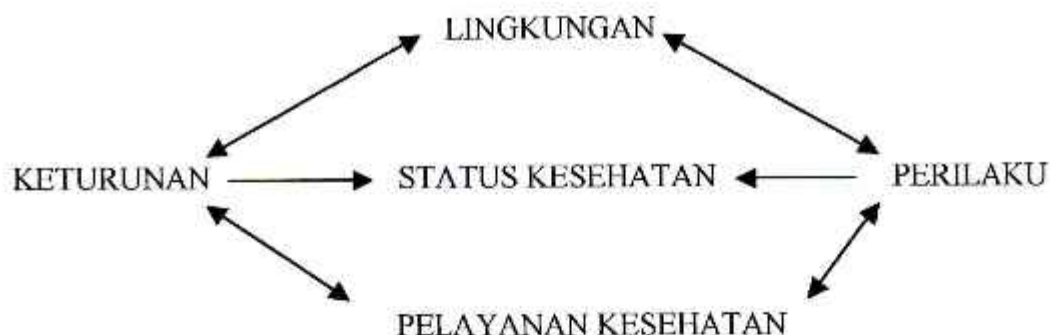 LINGKUNGAN
KETURUNAN STATUS KESEHATAN PERILAKU
PELAYANAN KESEHATAN